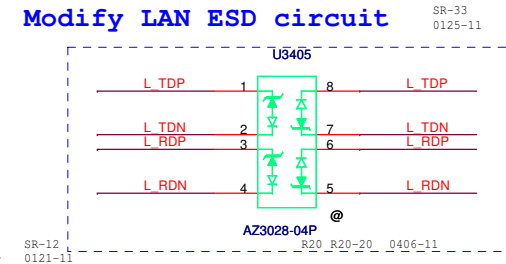 Modify LAN ESD circuit
SR-33
0125-11
U3405
L_TDP 1 8 L_TDP
L_TDN 2 7 L_TDN
L_RDP 3 6 L_RDP
L_RDN 4 5 L_RDN
@
AZ3028-04P
SR-12
0121-11
R20 R20-20 0406-11